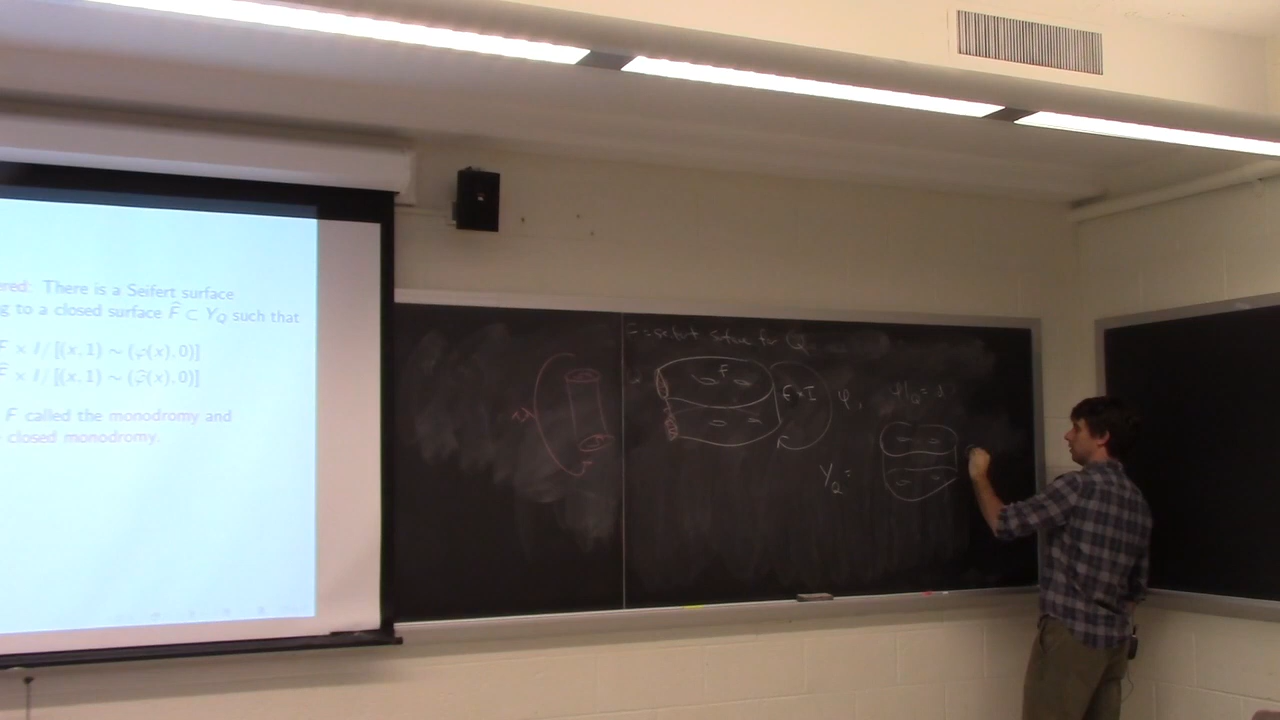 ered: There is a Seifert surface
g to a closed surface F̂ ⊂ Y_Q such that
F × I/[(x, 1) ∼ (φ(x), 0)]
F̂ × I/[(x, 1) ∼ (φ̂(x), 0)]
F called the monodromy and
closed monodromy.
F = seifert surface for Q
F
F × I
φ,
Y_Q =